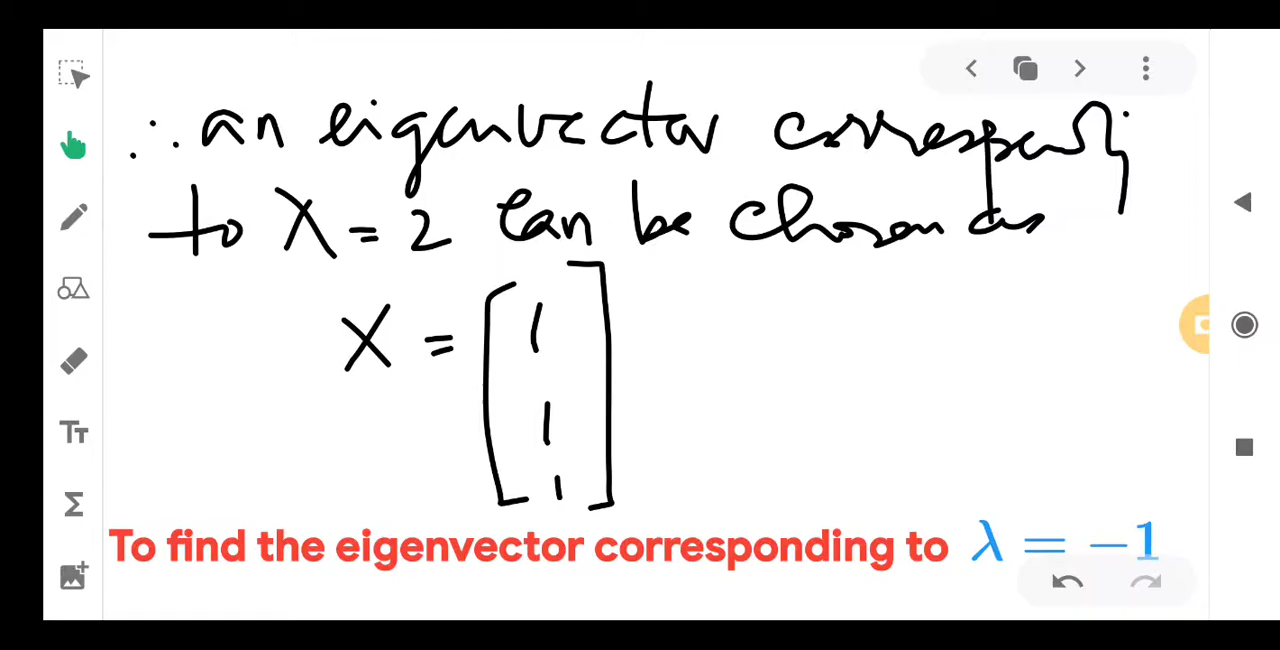 ∴ an eigenvector correspondg
to λ = 2 can be chosen as
X = [ 1
1
1 ]
To find the eigenvector corresponding to λ = −1